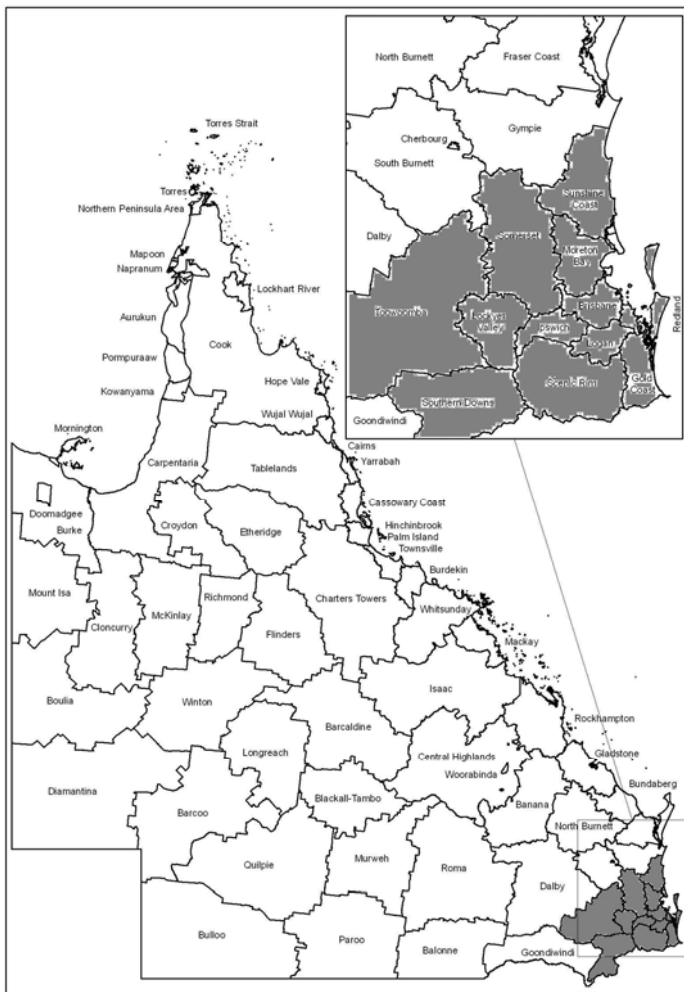 North Burnett
Fraser Coast
Gympie
Cherbourg
South Burnett
Sunshine
Coast
Dalby
Somerset
Moreton
Bay
Redland
Toowoomba
Lockyer
Valley
Ipswich
Brisbane
Logan
Scenic Rim
Gold
Coast
Southern Downs
Goondiwindi
Torres Strait
Torres
Northern Peninsula Area
Mapoon
Napranum
Lockhart River
Aurukun
Cook
Pormpuraaw
Hope Vale
Kowanyama
Wujal Wujal
Mornington
Cairns
Yarrabah
Carpentaria
Tablelands
Doomadgee
Burke
Croydon
Etheridge
Cassowary Coast
Hinchinbrook
Palm Island
Townsville
Burdekin
Mount Isa
Cloncurry
McKinlay
Richmond
Flinders
Charters Towers
Whitsunday
Mackay
Boulia
Winton
Isaac
Barcaldine
Rockhampton
Longreach
Central Highlands
Woorabinda
Gladstone
Diamantina
Barcoo
Blackall-Tambo
Banana
Bundaberg
North Burnett
Quilpie
Murweh
Roma
Dalby
Bulloo
Paroo
Balonne
Goondiwindi